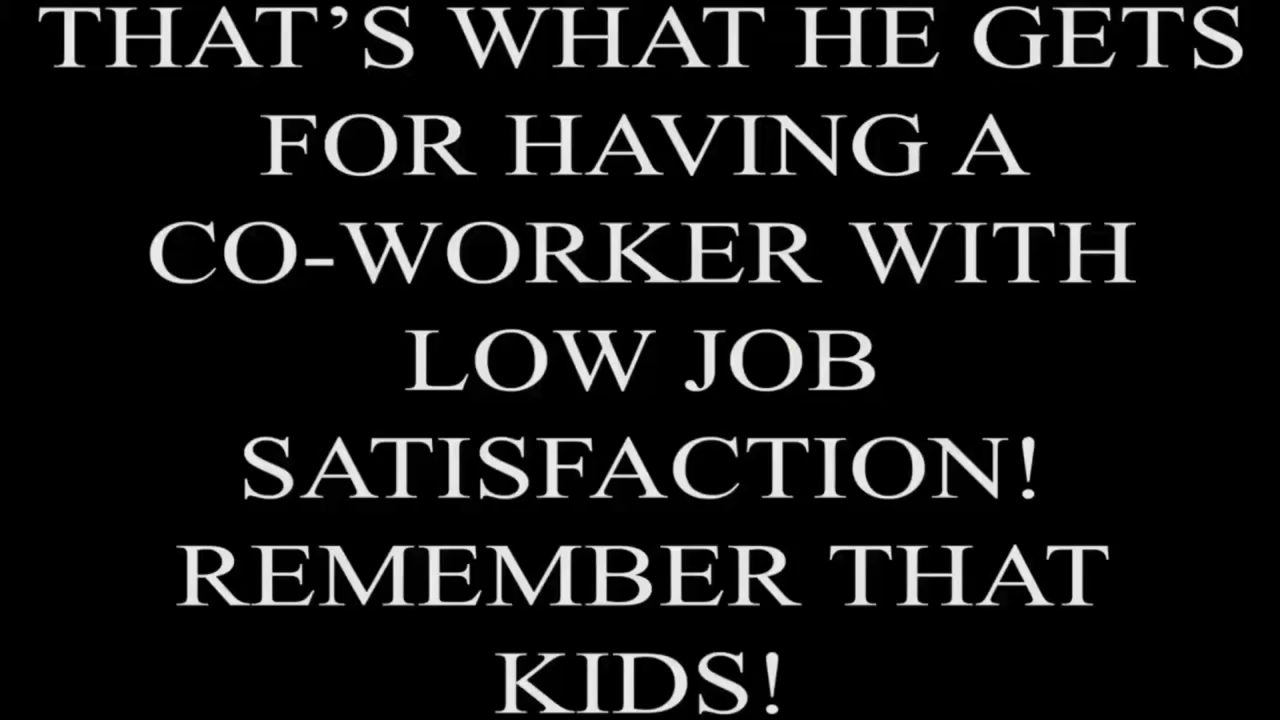 THAT’S WHAT HE GETS
FOR HAVING A
CO-WORKER WITH
LOW JOB
SATISFACTION!
REMEMBER THAT
KIDS!